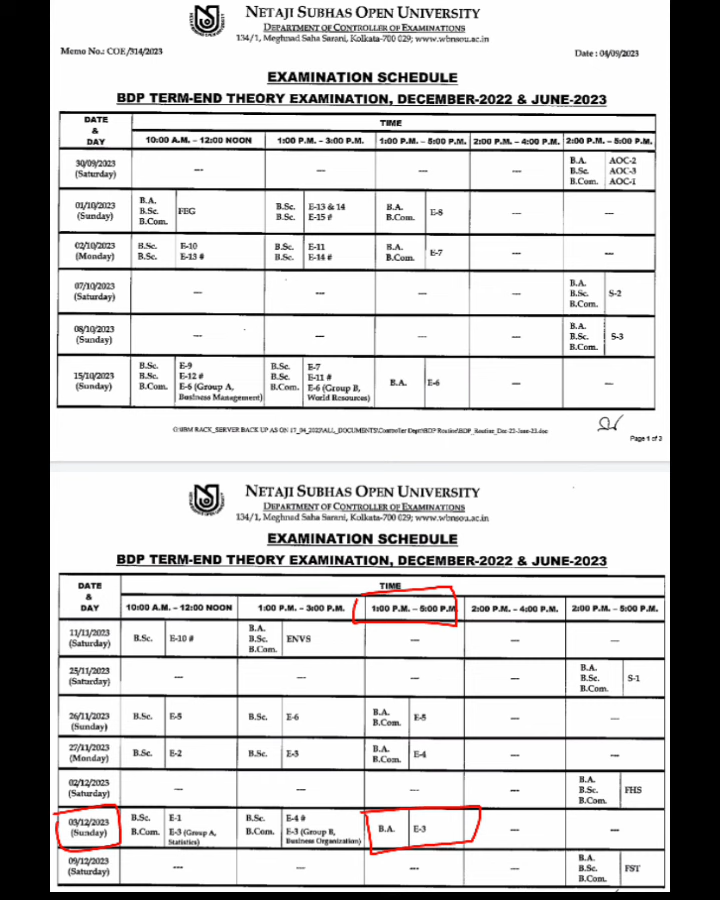 NETAJI SUBHAS OPEN UNIVERSITY
DEPARTMENT OF CONTROLLER OF EXAMINATIONS
134/1, Meghnad Saha Sarani, Kolkata-700 029; www.wbnsou.ac.in
Memo No.: COE/314/2023 Date : 04/09/2023
EXAMINATION SCHEDULE
BDP TERM-END THEORY EXAMINATION, DECEMBER-2022 & JUNE-2023
DATE & DAY TIME
10:00 A.M. – 12:00 NOON 1:00 P.M. – 3:00 P.M. 1:00 P.M. – 5:00 P.M. 2:00 P.M. – 4:00 P.M. 2:00 P.M. – 5:00 P.M.
30/09/2023 --- --- --- --- B.A. AOC-2
(Saturday) B.Sc. AOC-3
B.Com. AOC-1
01/10/2023 B.A. B.Sc. E-13 & 14 B.A. --- ---
(Sunday) B.Sc. FEG B.Sc. E-15 # B.Com. E-8
B.Com.
02/10/2023 B.Sc. E-10 B.Sc. E-11 B.A. --- ---
(Monday) B.Sc. E-13 # B.Sc. E-14 # B.Com. E-7
07/10/2023 --- --- --- --- B.A.
(Saturday) B.Sc. S-2
B.Com.
08/10/2023 --- --- --- --- B.A.
(Sunday) B.Sc. S-3
B.Com.
15/10/2023 B.Sc. E-9 B.Sc. E-7 B.A. E-6 --- ---
(Sunday) B.Sc. E-12 # B.Sc. E-11 #
B.Com. E-6 (Group A, B.Com. E-6 (Group B,
Business Management) World Resources)
Page 1 of 3
NETAJI SUBHAS OPEN UNIVERSITY
DEPARTMENT OF CONTROLLER OF EXAMINATIONS
134/1, Meghnad Saha Sarani, Kolkata-700 029; www.wbnsou.ac.in
EXAMINATION SCHEDULE
BDP TERM-END THEORY EXAMINATION, DECEMBER-2022 & JUNE-2023
DATE & DAY TIME
10:00 A.M. – 12:00 NOON 1:00 P.M. – 3:00 P.M. 1:00 P.M. – 5:00 P.M. 2:00 P.M. – 4:00 P.M. 2:00 P.M. – 5:00 P.M.
11/11/2023 B.Sc. E-10 # B.A. --- --- ---
(Saturday) B.Sc. ENVS
B.Com.
25/11/2023 --- --- --- --- B.A.
(Saturday) B.Sc. S-1
B.Com.
26/11/2023 B.Sc. E-5 B.Sc. E-6 B.A. E-5 --- ---
(Sunday) B.Com.
27/11/2023 B.Sc. E-2 B.Sc. E-3 B.A. E-4 --- ---
(Monday) B.Com.
02/12/2023 --- --- --- --- B.A.
(Saturday) B.Sc. FHS
B.Com.
03/12/2023 B.Sc. E-1 B.Sc. E-4 # B.A. E-3 --- ---
(Sunday) B.Com. E-3 (Group A, B.Com. E-3 (Group B,
Statistics) Business Organization)
09/12/2023 --- --- --- --- B.A.
(Saturday) B.Sc. FST
B.Com.